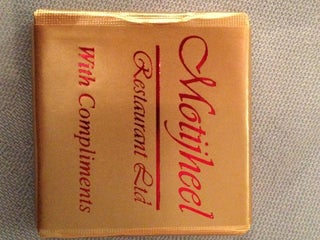 Motijheel
Restaurant Ltd
With Compliments